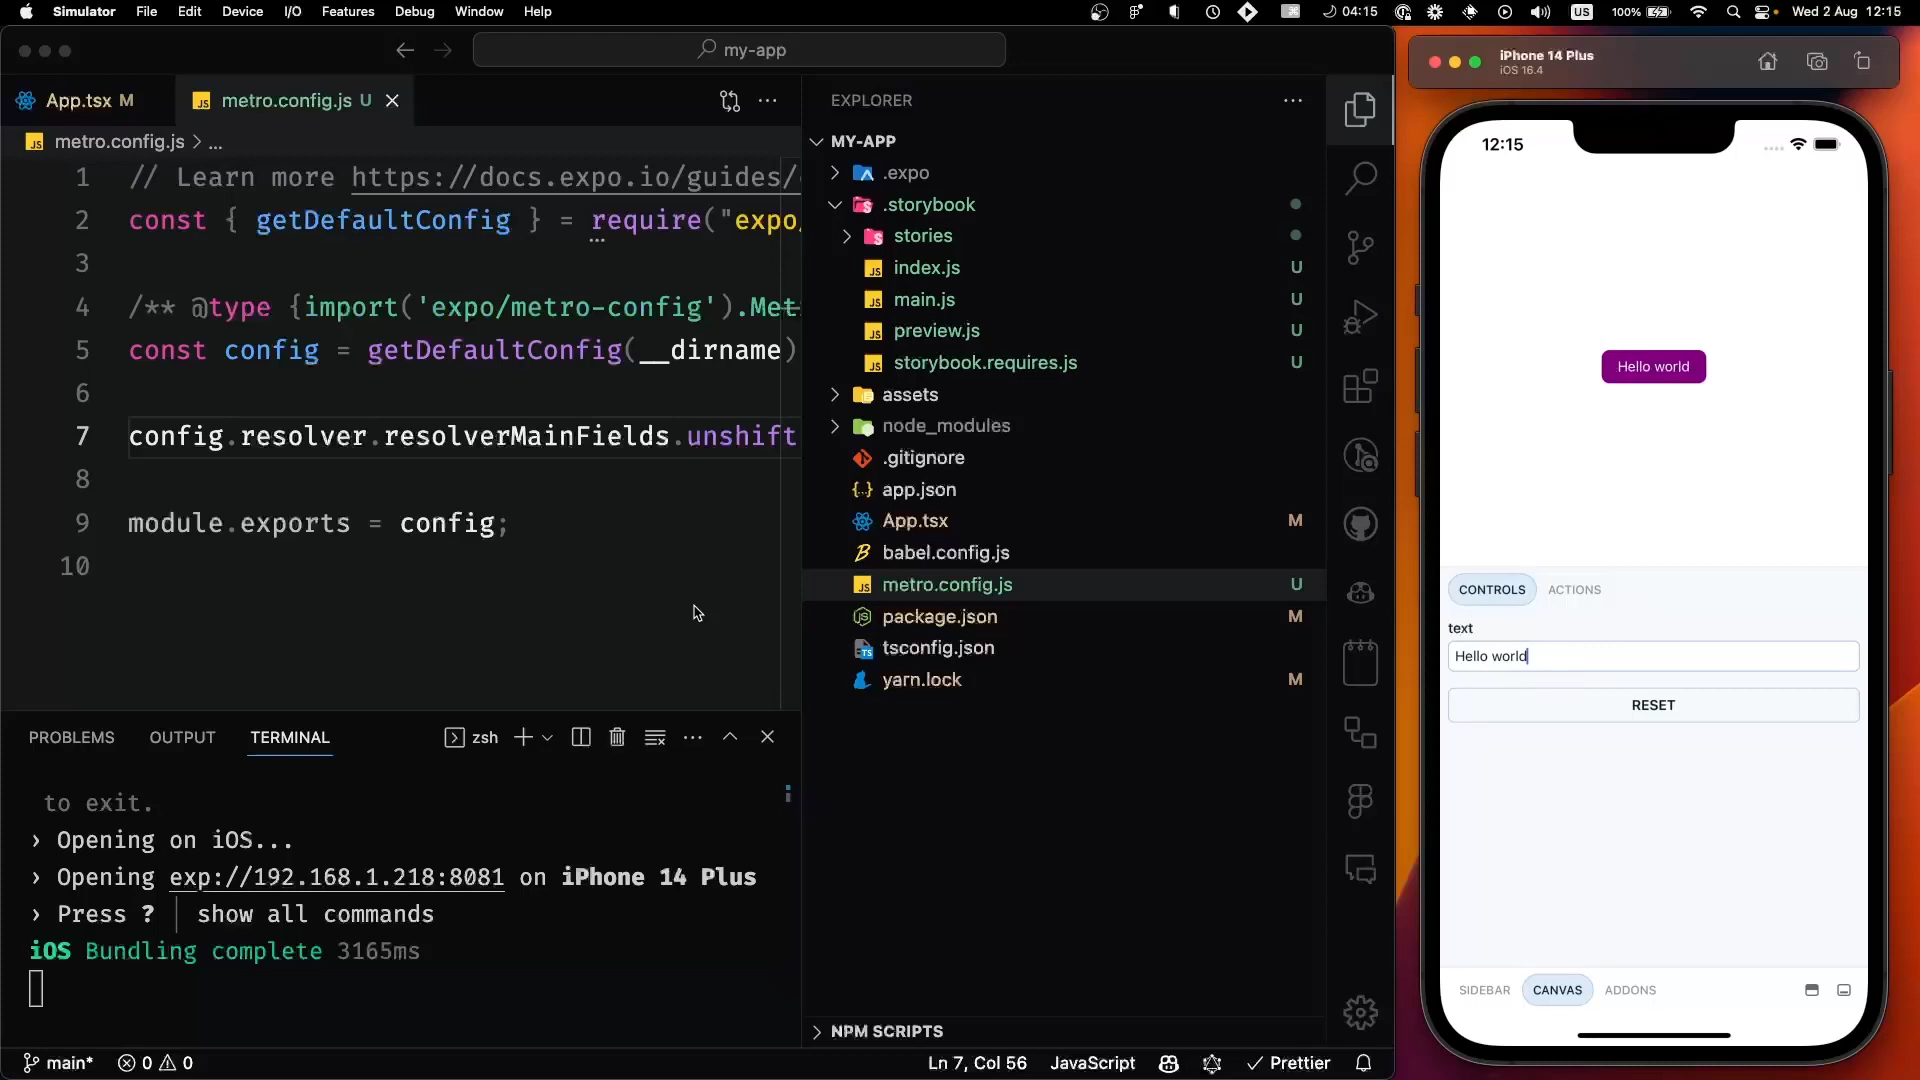 Simulator File Edit Device I/O Features Debug Window Help 04:15 US 100% Wed 2 Aug 12:15
my-app
App.tsx M
metro.config.js U
metro.config.js > ...
1 // Learn more https://docs.expo.io/guides/
2 const { getDefaultConfig } = require("expo/
3
4 /** @type {import('expo/metro-config').Met
5 const config = getDefaultConfig(__dirname)
6
7 config.resolver.resolverMainFields.unshift
8
9 module.exports = config;
10
PROBLEMS OUTPUT TERMINAL zsh
to exit.
› Opening on iOS...
› Opening exp://192.168.1.218:8081 on iPhone 14 Plus
› Press ? │ show all commands
iOS Bundling complete 3165ms
EXPLORER
MY-APP
.expo
.storybook
stories
index.js U
main.js U
preview.js U
storybook.requires.js U
assets
node_modules
.gitignore
app.json
App.tsx M
babel.config.js
metro.config.js U
package.json M
tsconfig.json
yarn.lock M
NPM SCRIPTS
main* 0 0 Ln 7, Col 56 JavaScript Prettier
iPhone 14 Plus
iOS 16.4
12:15
Hello world
CONTROLS ACTIONS
text
Hello world
RESET
SIDEBAR CANVAS ADDONS